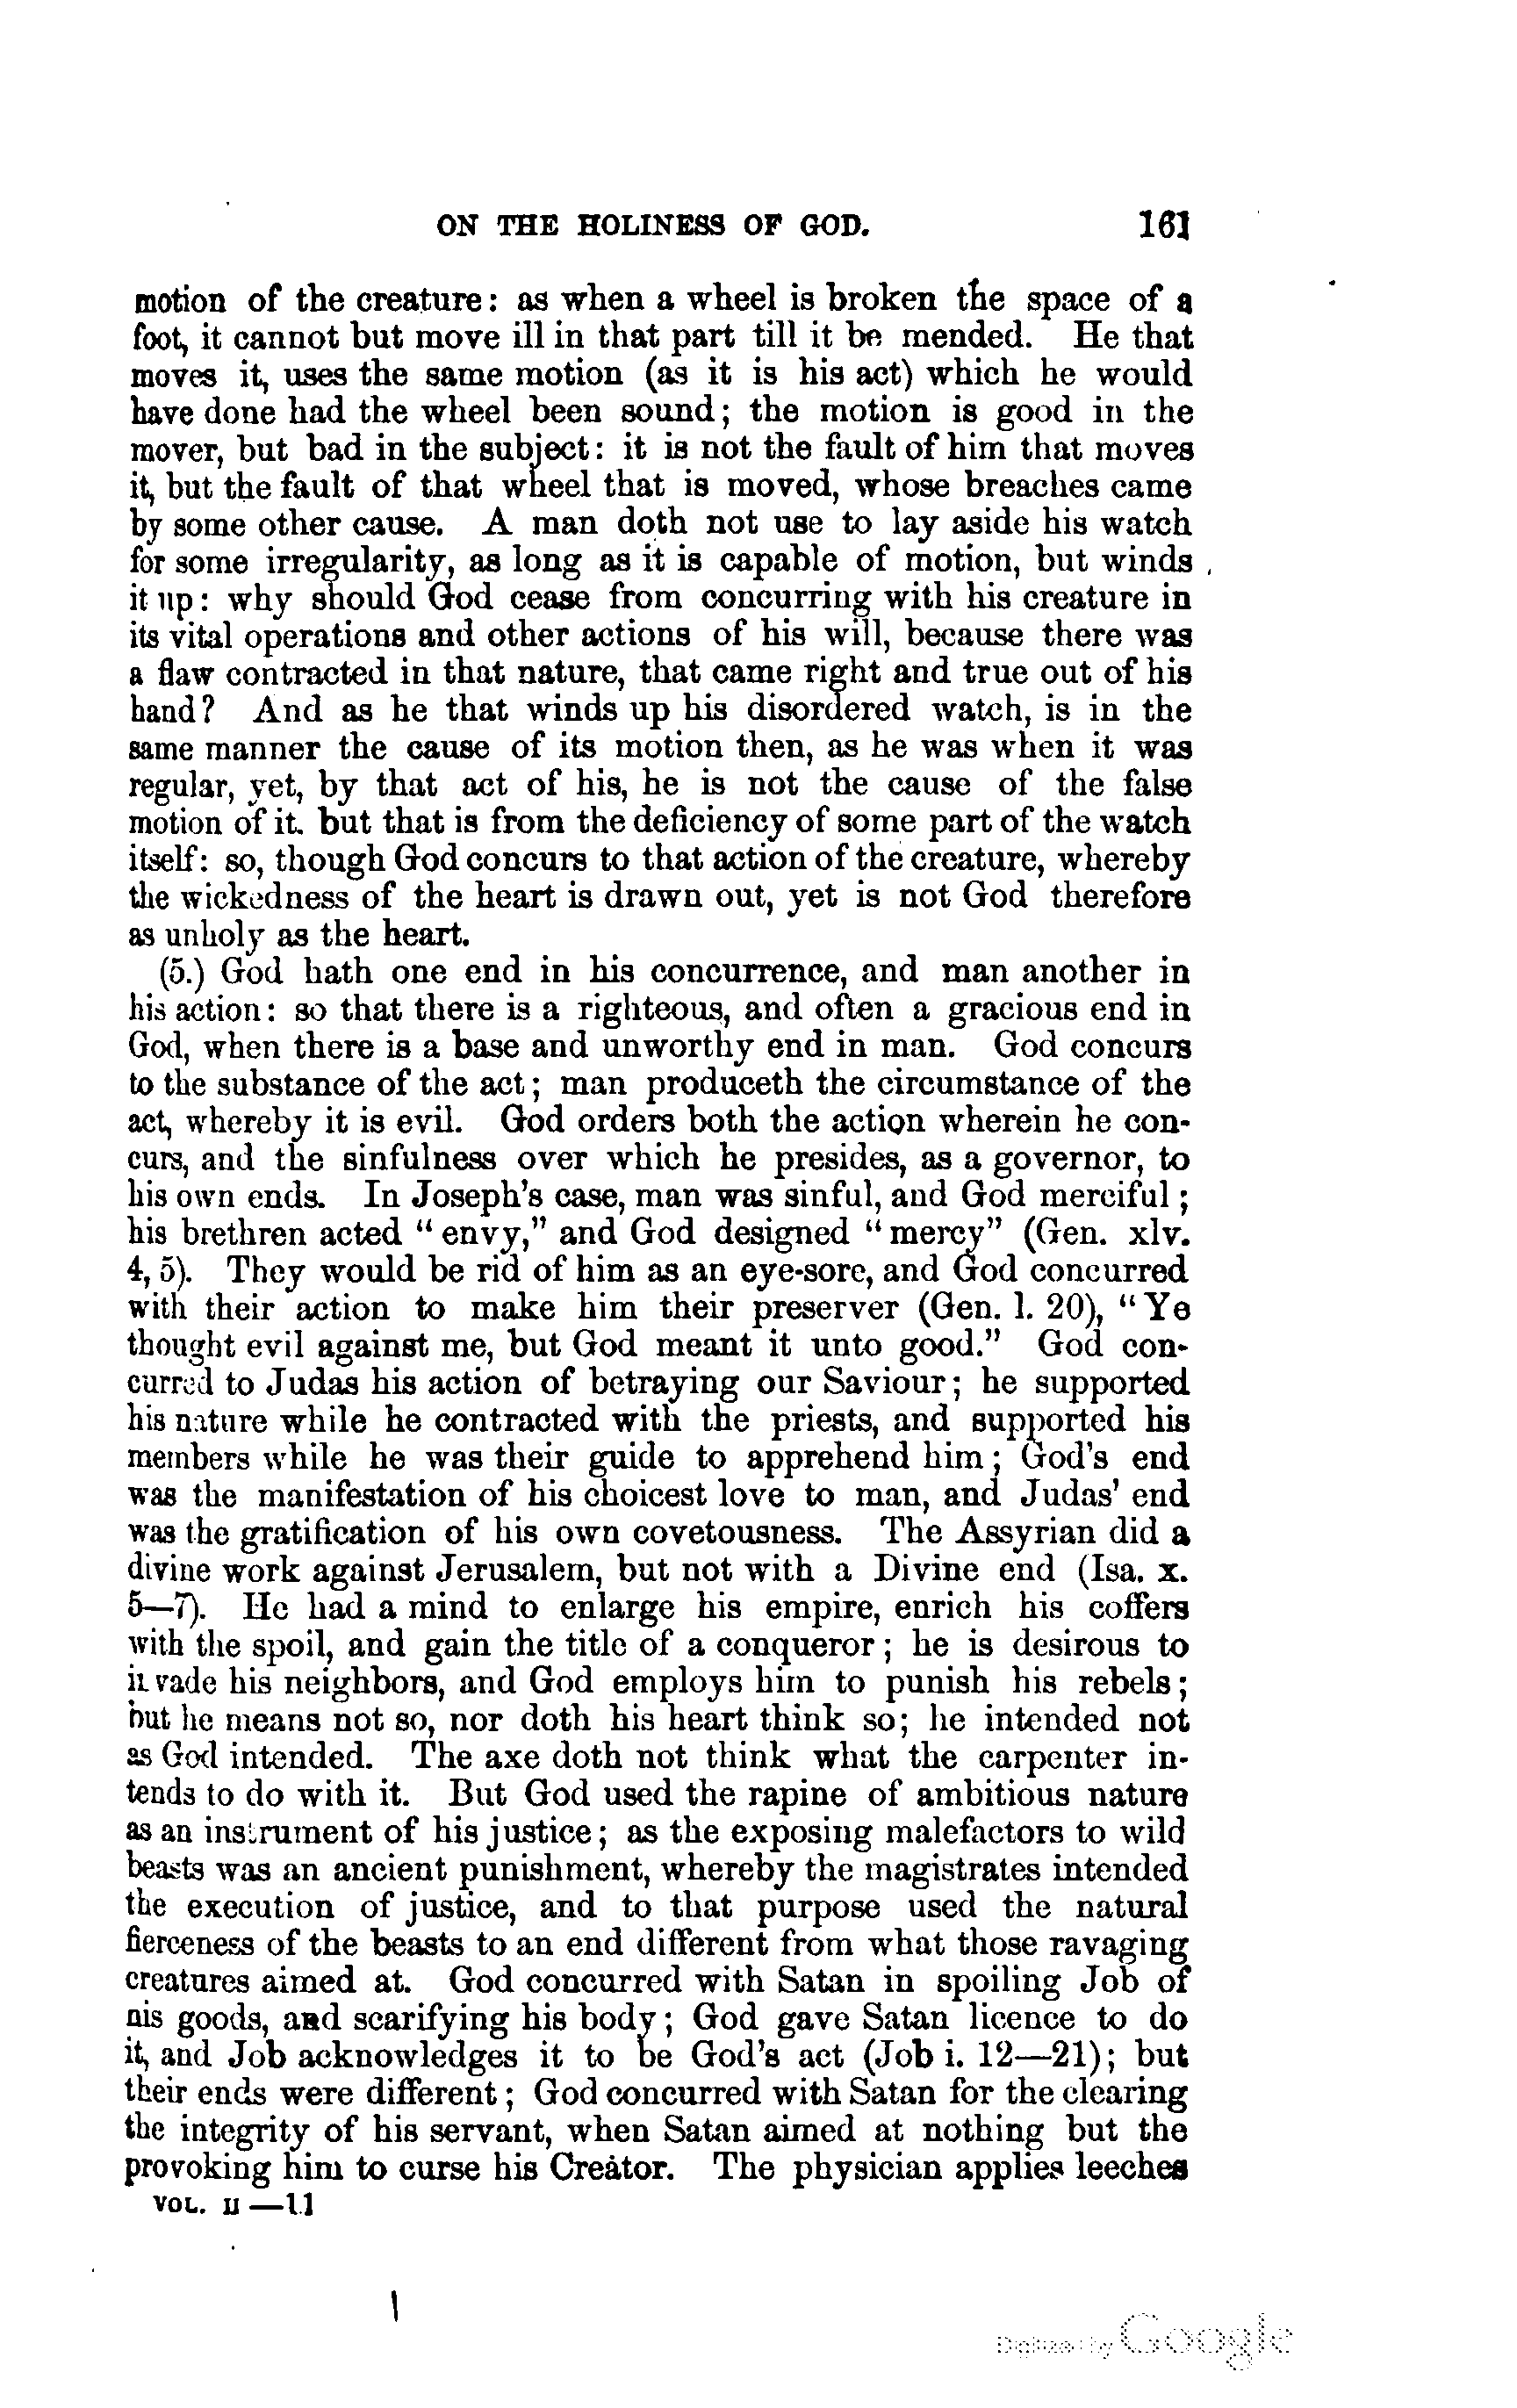 ON THE HOLINESS OF GOD. 161
motion of the creature: as when a wheel is broken the space of a
foot, it cannot but move ill in that part till it be mended. He that
moves it, uses the same motion (as it is his act) which he would
have done had the wheel been sound; the motion is good in the
mover, but bad in the subject: it is not the fault of him that moves
it, but the fault of that wheel that is moved, whose breaches came
by some other cause. A man doth not use to lay aside his watch
for some irregularity, as long as it is capable of motion, but winds
it up: why should God cease from concurring with his creature in
its vital operations and other actions of his will, because there was
a flaw contracted in that nature, that came right and true out of his
hand? And as he that winds up his disordered watch, is in the
same manner the cause of its motion then, as he was when it was
regular, yet, by that act of his, he is not the cause of the false
motion of it. but that is from the deficiency of some part of the watch
itself: so, though God concurs to that action of the creature, whereby
the wickedness of the heart is drawn out, yet is not God therefore
as unholy as the heart.
(5.) God hath one end in his concurrence, and man another in
his action: so that there is a righteous, and often a gracious end in
God, when there is a base and unworthy end in man. God concurs
to the substance of the act; man produceth the circumstance of the
act, whereby it is evil. God orders both the action wherein he con-
curs, and the sinfulness over which he presides, as a governor, to
his own ends. In Joseph's case, man was sinful, and God merciful;
his brethren acted "envy," and God designed "mercy" (Gen. xlv.
4, 5). They would be rid of him as an eye-sore, and God concurred
with their action to make him their preserver (Gen. l. 20), "Ye
thought evil against me, but God meant it unto good." God con-
curred to Judas his action of betraying our Saviour; he supported
his nature while he contracted with the priests, and supported his
members while he was their guide to apprehend him; God's end
was the manifestation of his choicest love to man, and Judas' end
was the gratification of his own covetousness. The Assyrian did a
divine work against Jerusalem, but not with a Divine end (Isa. x.
5—7). He had a mind to enlarge his empire, enrich his coffers
with the spoil, and gain the title of a conqueror; he is desirous to
invade his neighbors, and God employs him to punish his rebels;
but he means not so, nor doth his heart think so; he intended not
as God intended. The axe doth not think what the carpenter in-
tends to do with it. But God used the rapine of ambitious nature
as an instrument of his justice; as the exposing malefactors to wild
beasts was an ancient punishment, whereby the magistrates intended
the execution of justice, and to that purpose used the natural
fierceness of the beasts to an end different from what those ravaging
creatures aimed at. God concurred with Satan in spoiling Job of
his goods, and scarifying his body; God gave Satan licence to do
it, and Job acknowledges it to be God's act (Job i. 12—21); but
their ends were different; God concurred with Satan for the clearing
the integrity of his servant, when Satan aimed at nothing but the
provoking him to curse his Creator. The physician applies leeches
VOL. II—11
Digitized by Google